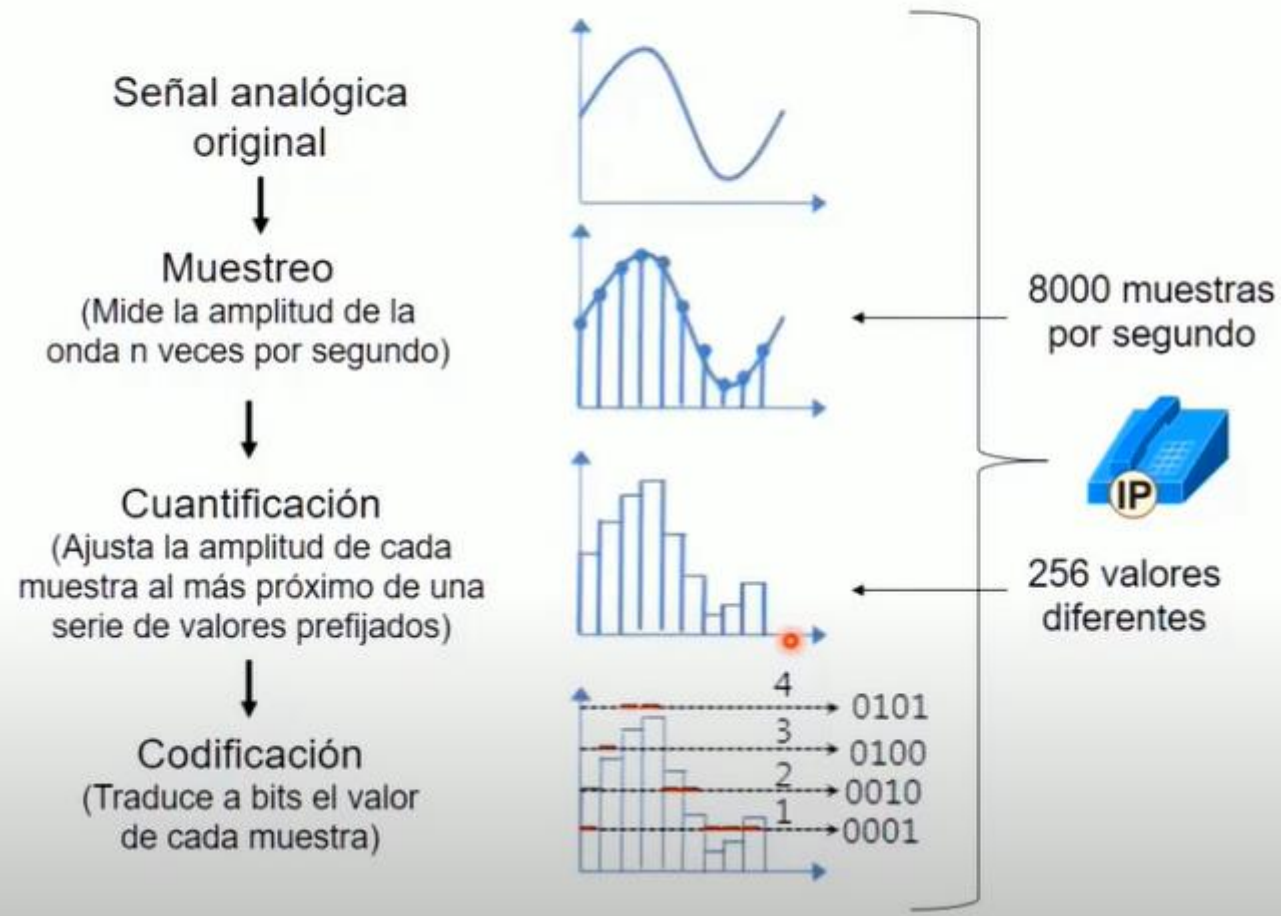 Señal analógica
original
Muestreo
(Mide la amplitud de la
onda n veces por segundo)
8000 muestras
por segundo
IP
Cuantificación
(Ajusta la amplitud de cada
muestra al más próximo de una
serie de valores prefijados)
256 valores
diferentes
Codificación
(Traduce a bits el valor
de cada muestra)
4
0101
3
0100
2
0010
1
0001